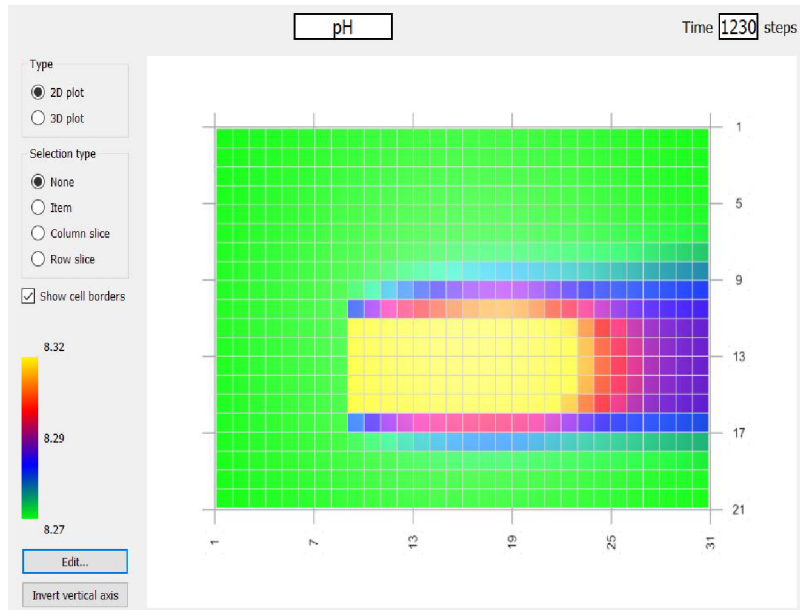 pH
Time 1230 steps
Type
2D plot
3D plot
Selection type
None
Item
Column slice
Row slice
Show cell borders
8.32
8.29
8.27
Edit...
Invert vertical axis
1
5
9
13
17
21
1
7
13
19
25
31